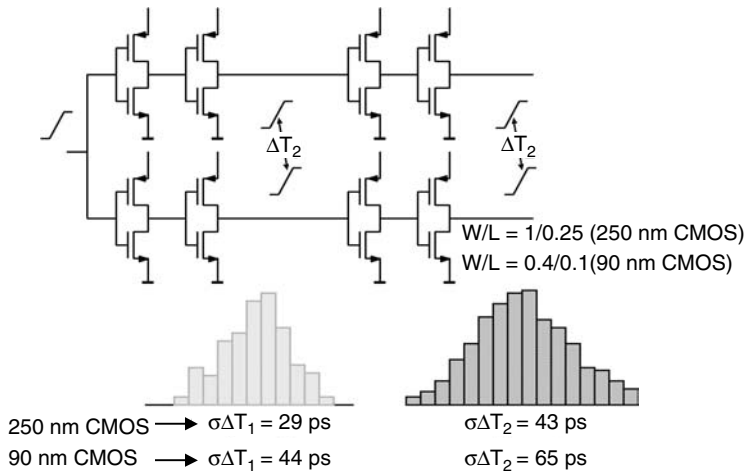 ΔT₂
ΔT₂
W/L = 1/0.25 (250 nm CMOS)
W/L = 0.4/0.1(90 nm CMOS)
250 nm CMOS σΔT₁ = 29 ps σΔT₂ = 43 ps
90 nm CMOS σΔT₁ = 44 ps σΔT₂ = 65 ps